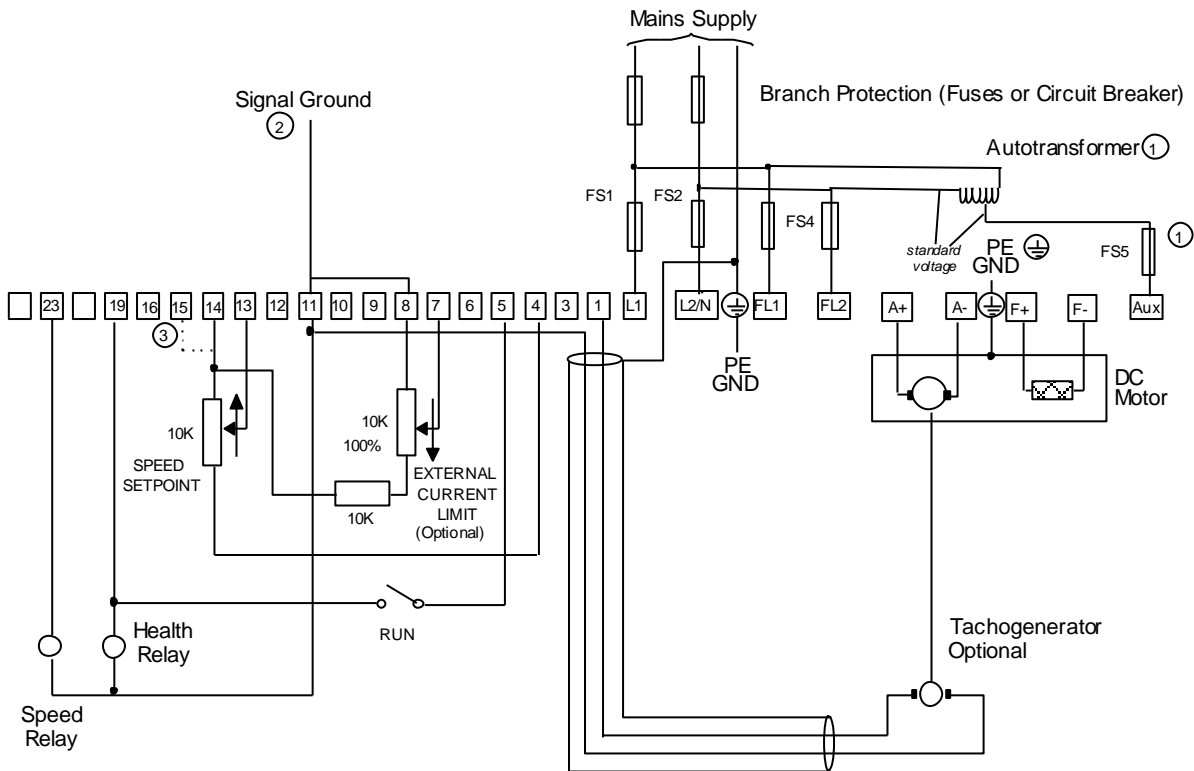 Mains Supply
Signal Ground
2
Branch Protection (Fuses or Circuit Breaker)
Autotransformer 1
FS1
FS2
FS4
standard
voltage
PE
GND
FS5
1
23
19
16
15
14
13
12
11
10
9
8
7
6
5
4
3
1
L1
L2/N
FL1
FL2
A+
A-
F+
F-
Aux
3
PE
GND
DC
Motor
10K
SPEED
SETPOINT
10K
100%
EXTERNAL
CURRENT
LIMIT
(Optional)
10K
RUN
Health
Relay
Speed
Relay
Tachogenerator
Optional